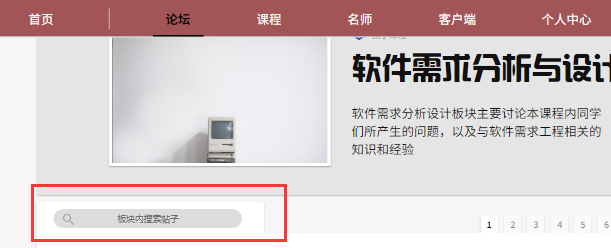 首页 论坛 课程 名师 客户端 个人中心
软件需求分析与设计
软件需求分析设计板块主要讨论本课程内同学
们所产生的问题，以及与软件需求工程相关的
知识和经验
板块内搜索帖子
1 2 3 4 5 6